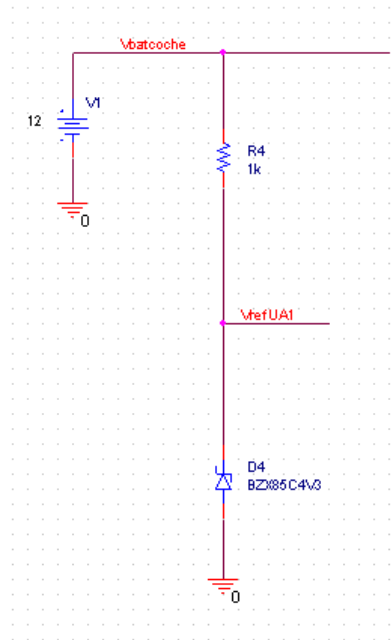 Vbatcoche
V1
12
R4
1k
0
VrefUA1
D4
BZX85C4V3
0